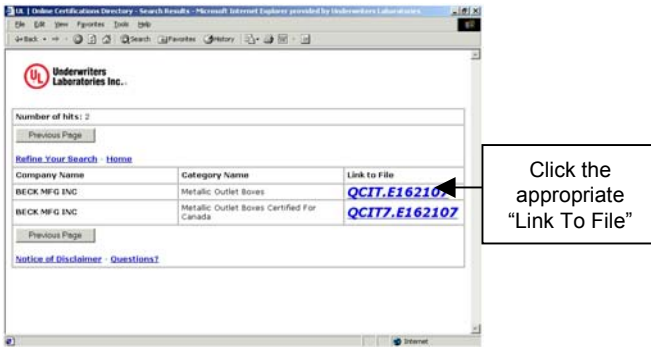 UL | Online Certifications Directory - Search Results - Microsoft Internet Explorer provided by Underwriters Laboratories
File Edit View Favorites Tools Help
Back Search Favorites History
UL Underwriters
Laboratories Inc.
Number of hits: 2
Previous Page
Refine Your Search - Home
Company Name Category Name Link to File
BECK MFG INC Metallic Outlet Boxes QCIT.E162107
BECK MFG INC Metallic Outlet Boxes Certified For
Canada QCIT7.E162107
Previous Page
Notice of Disclaimer - Questions?
Internet
Click the
appropriate
“Link To File”